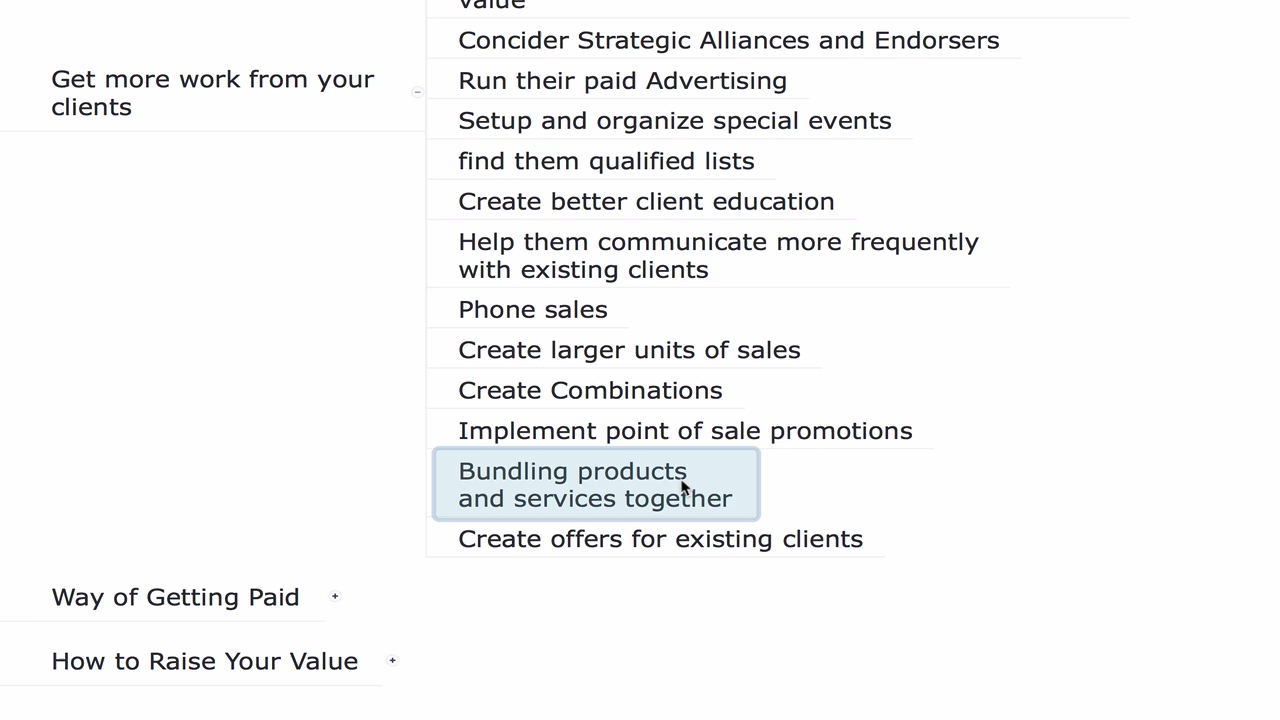 value
Concider Strategic Alliances and Endorsers
Get more work from your
clients
Run their paid Advertising
Setup and organize special events
find them qualified lists
Create better client education
Help them communicate more frequently
with existing clients
Phone sales
Create larger units of sales
Create Combinations
Implement point of sale promotions
Bundling products
and services together
Create offers for existing clients
Way of Getting Paid
How to Raise Your Value